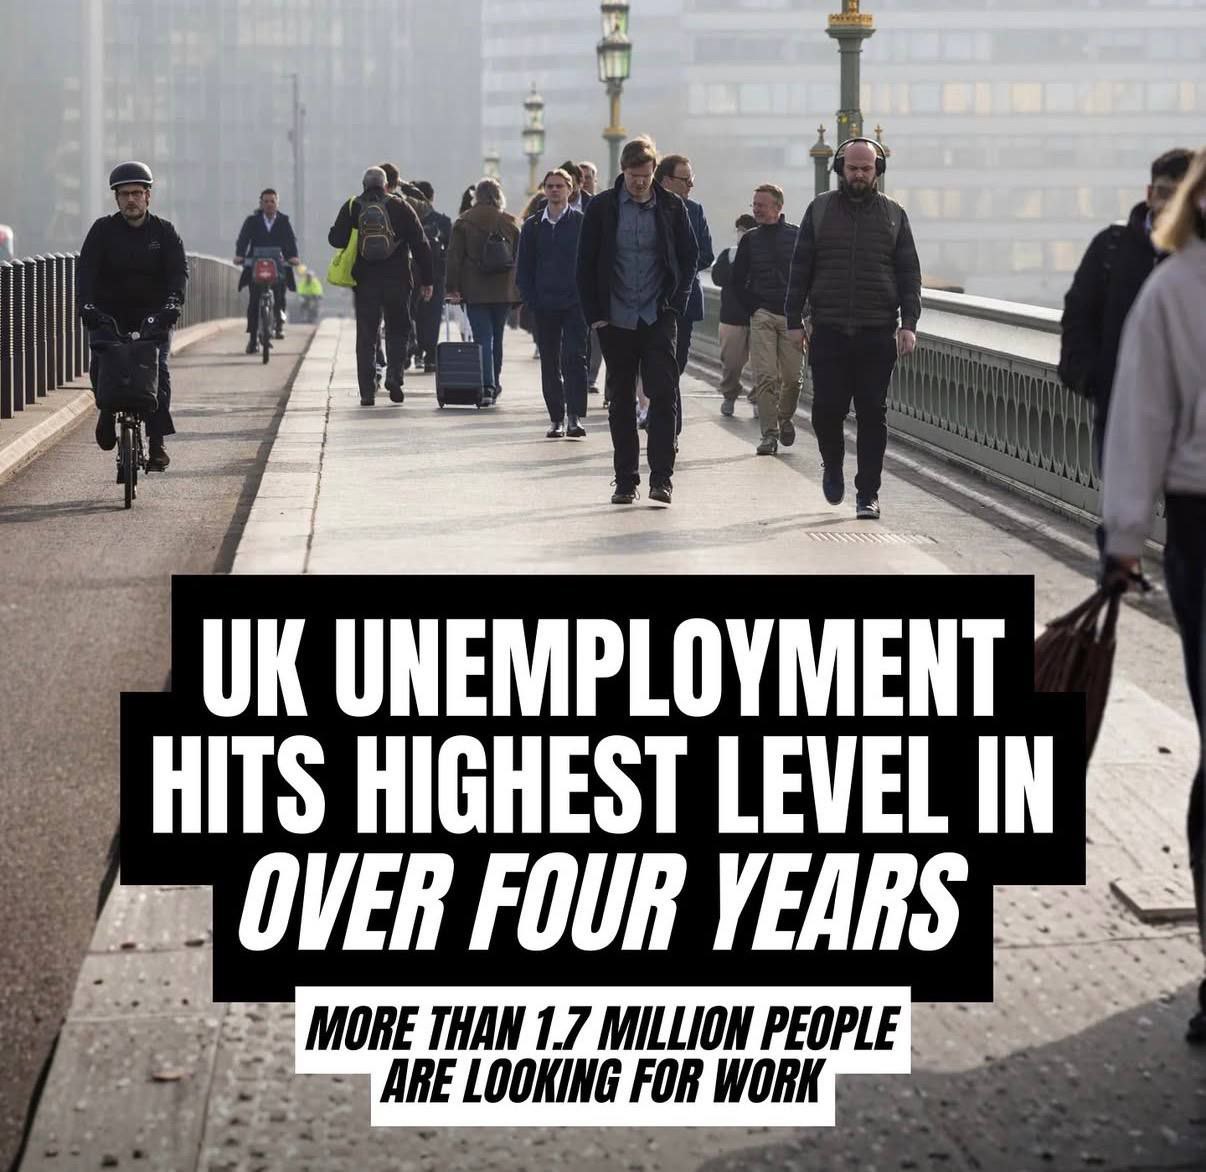 UK UNEMPLOYMENT
HITS HIGHEST LEVEL IN
OVER FOUR YEARS
MORE THAN 1.7 MILLION PEOPLE
ARE LOOKING FOR WORK